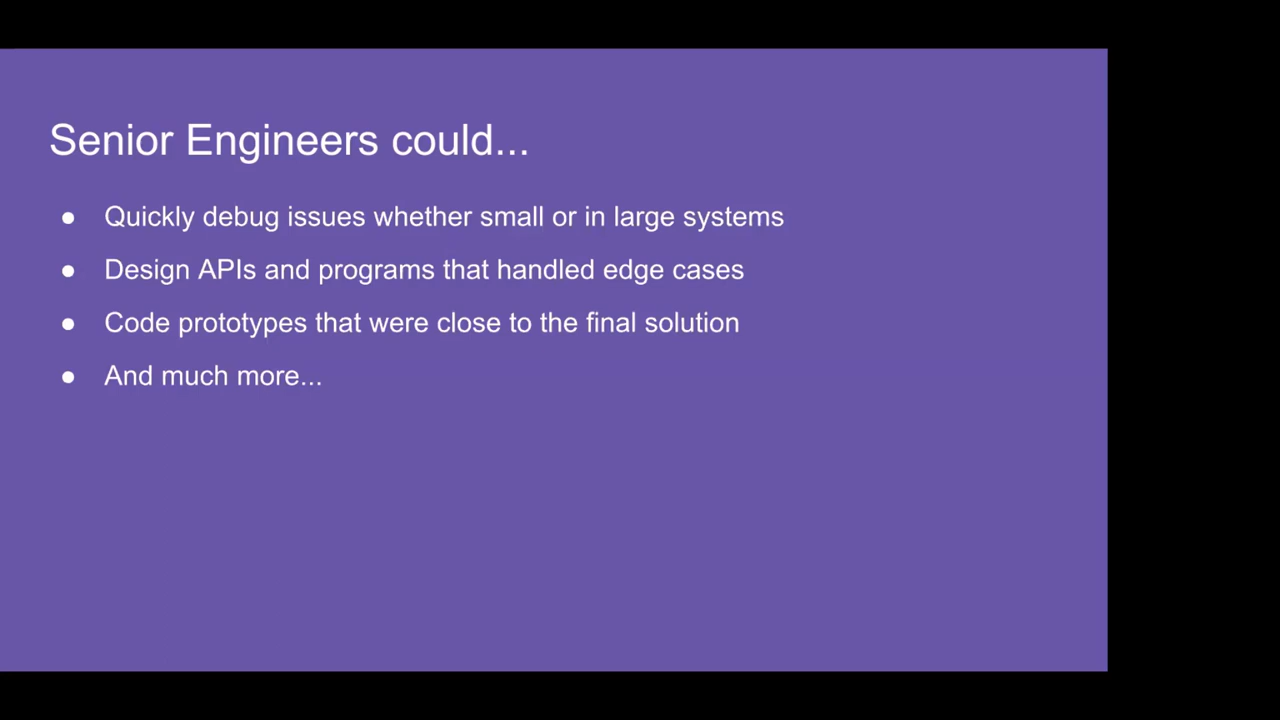 Senior Engineers could...
● Quickly debug issues whether small or in large systems
● Design APIs and programs that handled edge cases
● Code prototypes that were close to the final solution
● And much more...